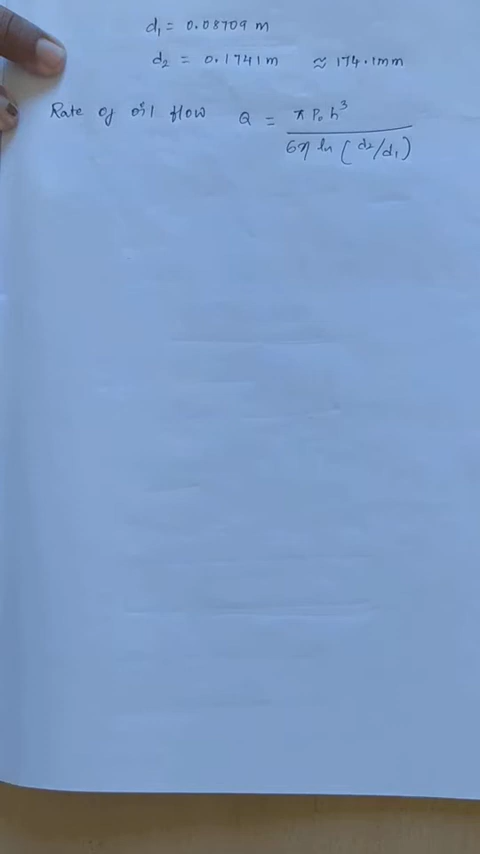 d₁ = 0.08709 m
d₂ = 0.1741 m ≈ 174.1mm
Rate of oil flow Q = π P₀ h³ / 6η ln (d₂/d₁)